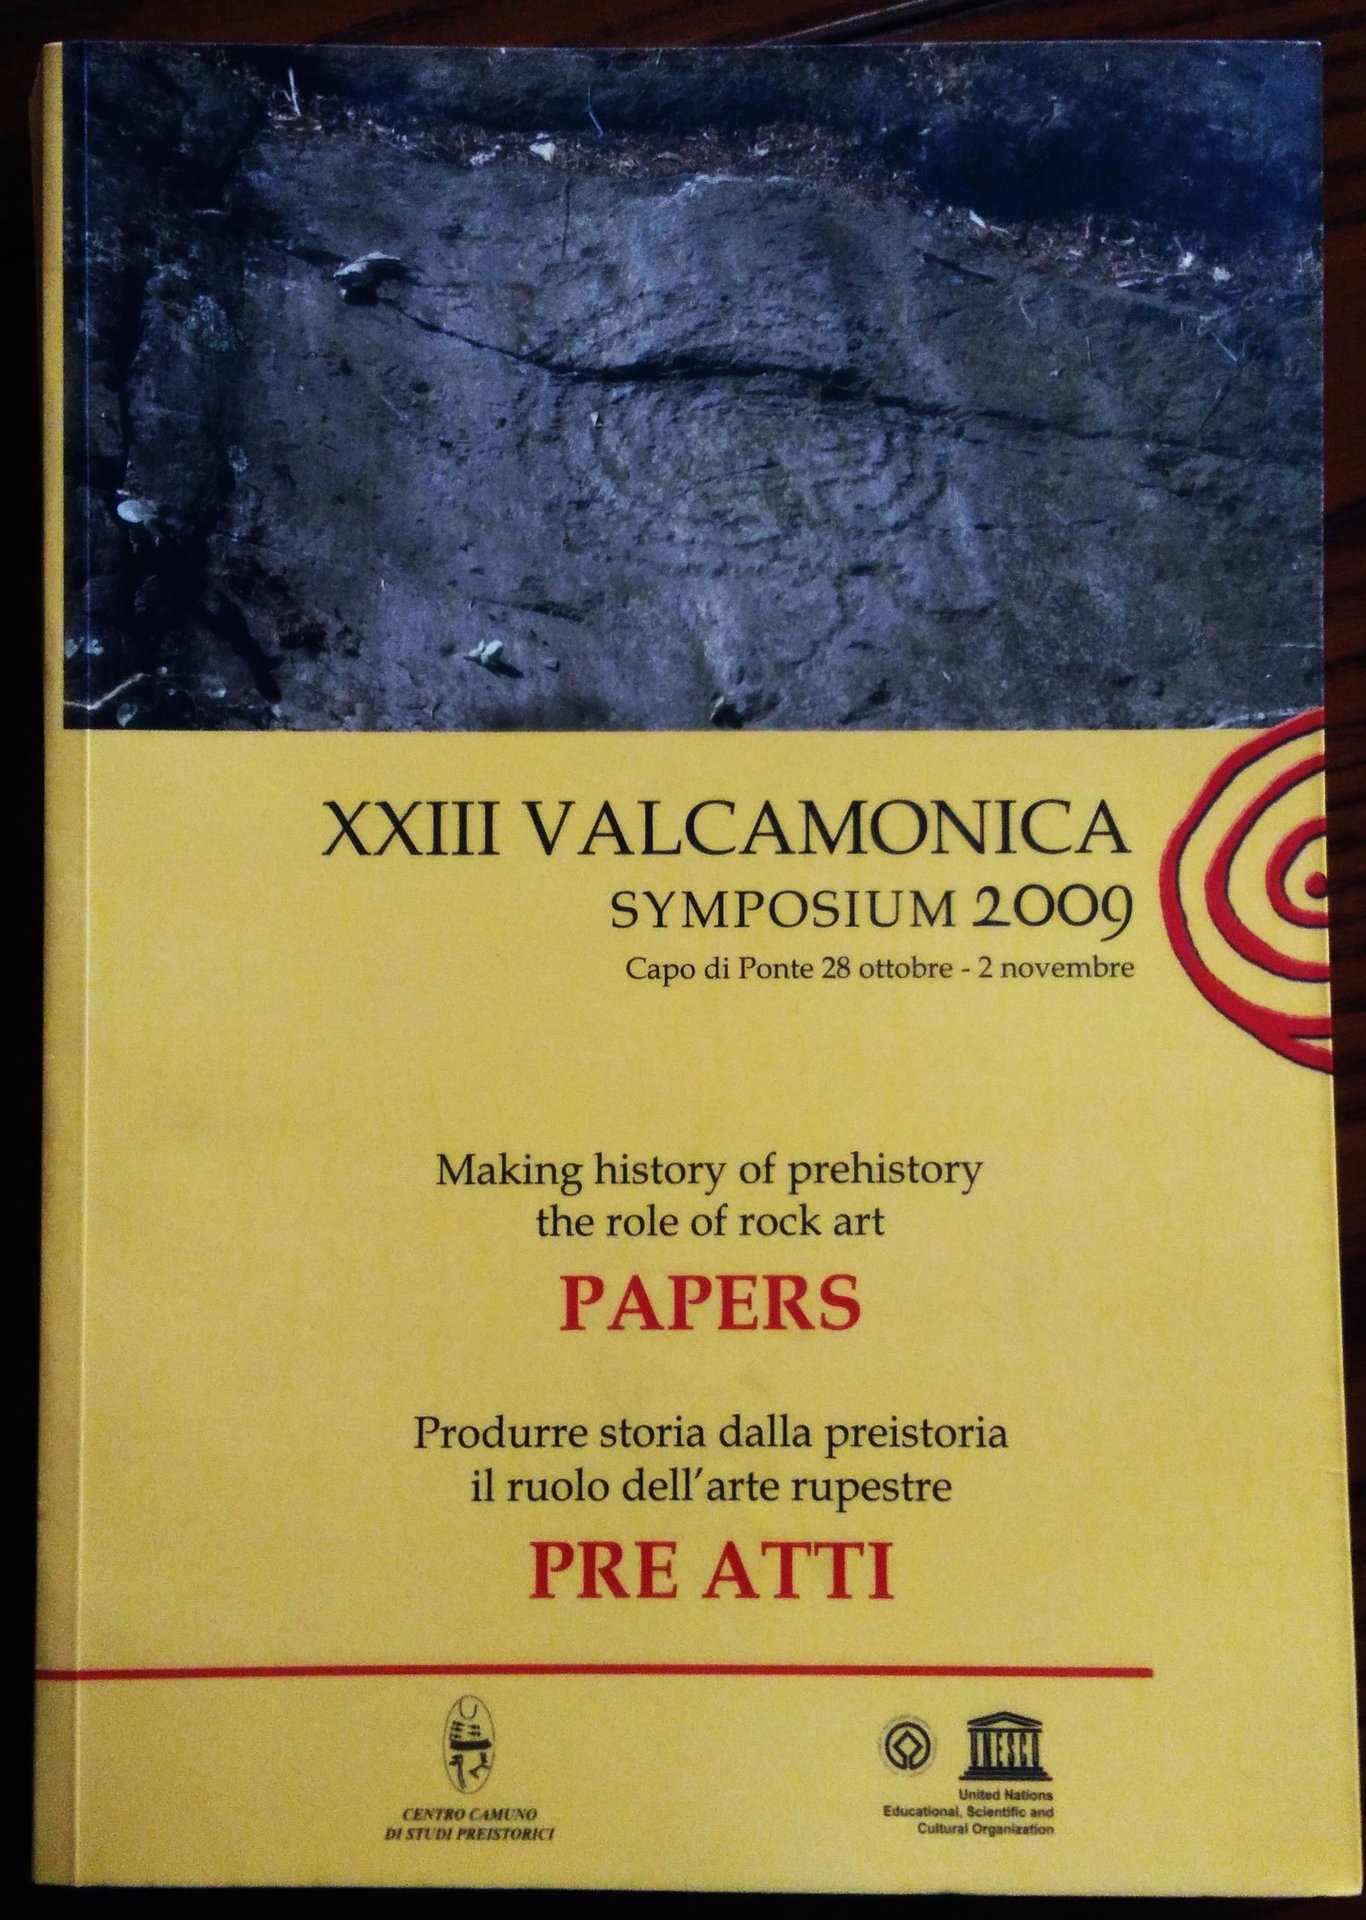 XXIII VALCAMONICA
SYMPOSIUM 2009
Capo di Ponte 28 ottobre - 2 novembre
Making history of prehistory
the role of rock art
PAPERS
Produrre storia dalla preistoria
il ruolo dell'arte rupestre
PRE ATTI
CENTRO CAMUNO
DI STUDI PREISTORICI
UNESCO
United Nations
Educational, Scientific and
Cultural Organization